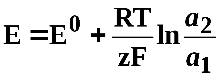 E = E⁰ + RT/zF ln a₂/a₁